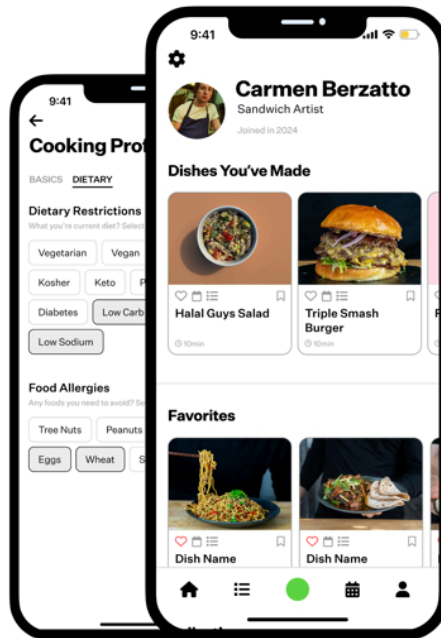 9:41
Cooking Prof
BASICS DIETARY
Dietary Restrictions
What you're current diet? Select
Vegetarian Vegan
Kosher Keto P
Diabetes Low Carb
Low Sodium
Food Allergies
Any foods you need to avoid? Se
Tree Nuts Peanuts
Eggs Wheat S
9:41
Carmen Berzatto
Sandwich Artist
Joined in 2024
Dishes You've Made
Halal Guys Salad
10min
Triple Smash
Burger
10min
F
Favorites
Dish Name
Dish Name